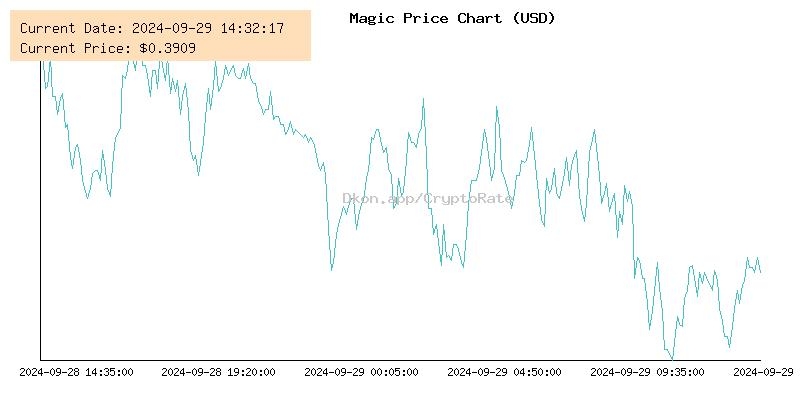 Magic Price Chart (USD)
Current Date: 2024-09-29 14:32:17
Current Price: $0.3909
Dkon.app/CryptoRate
2024-09-28 14:35:00 2024-09-28 19:20:00 2024-09-29 00:05:00 2024-09-29 04:50:00 2024-09-29 09:35:00 2024-09-29